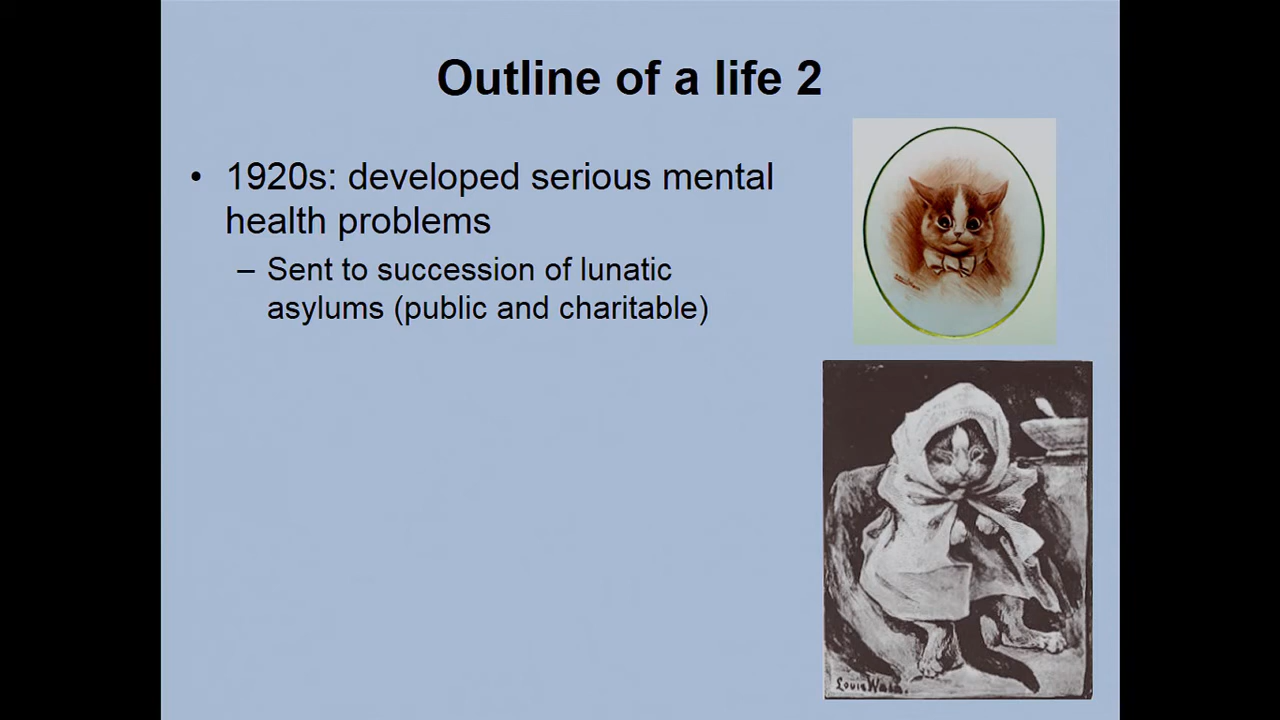 Outline of a life 2
• 1920s: developed serious mental
health problems
– Sent to succession of lunatic
asylums (public and charitable)
Louis Wain.